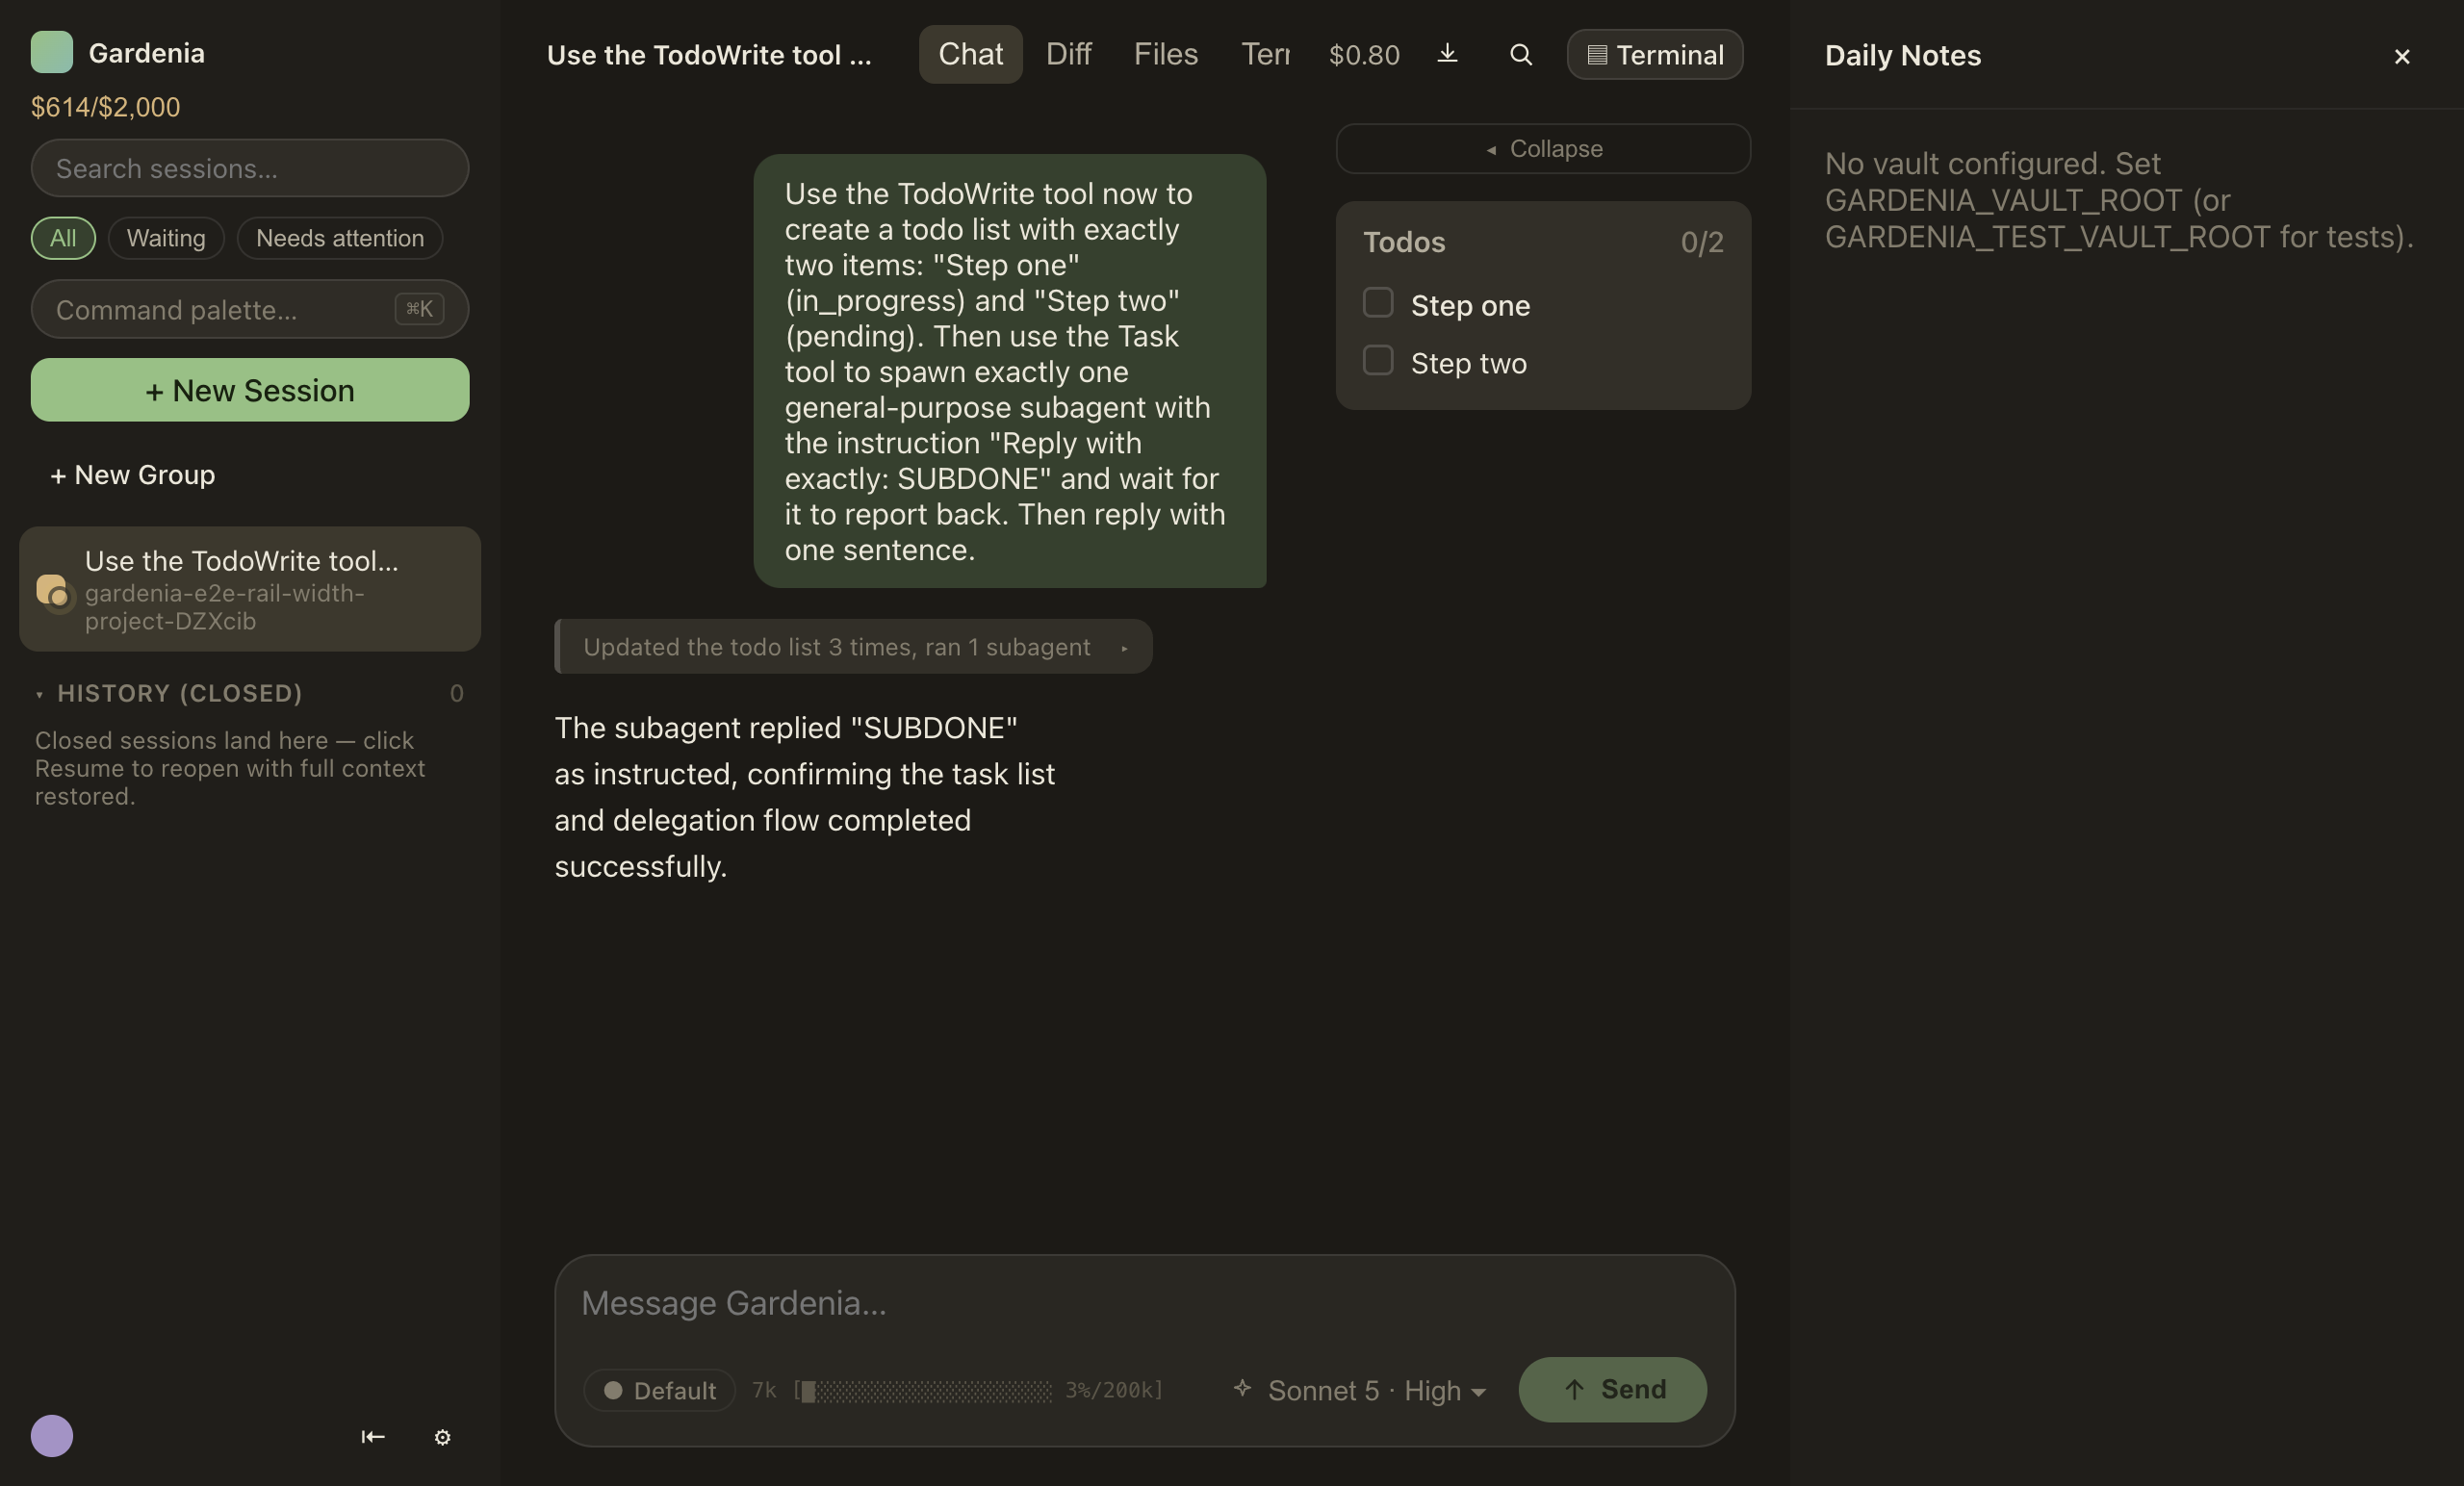 Gardenia
$614/$2,000
Search sessions...
All
Waiting
Needs attention
Command palette...
⌘K
+ New Session
+ New Group
Use the TodoWrite tool...
gardenia-e2e-rail-width-
project-DZXcib
▾ HISTORY (CLOSED)
0
Closed sessions land here — click
Resume to reopen with full context
restored.
Use the TodoWrite tool ...
Chat
Diff
Files
Terr
$0.80
Terminal
Use the TodoWrite tool now to
create a todo list with exactly
two items: "Step one"
(in_progress) and "Step two"
(pending). Then use the Task
tool to spawn exactly one
general-purpose subagent with
the instruction "Reply with
exactly: SUBDONE" and wait for
it to report back. Then reply with
one sentence.
Updated the todo list 3 times, ran 1 subagent ▸
The subagent replied "SUBDONE"
as instructed, confirming the task list
and delegation flow completed
successfully.
◂ Collapse
Todos
0/2
Step one
Step two
Message Gardenia...
Default
7k [█░░░░░░░░░░░░░░░░░░░ 3%/200k]
Sonnet 5 · High
↑ Send
Daily Notes
×
No vault configured. Set
GARDENIA_VAULT_ROOT (or
GARDENIA_TEST_VAULT_ROOT for tests).